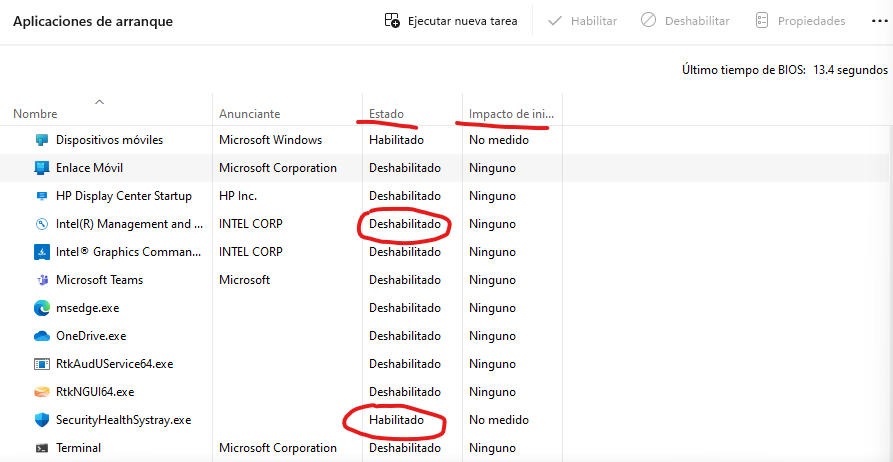 Aplicaciones de arranque Ejecutar nueva tarea Habilitar Deshabilitar Propiedades ...
Último tiempo de BIOS: 13.4 segundos
Nombre Anunciante Estado Impacto de ini...
Dispositivos móviles Microsoft Windows Habilitado No medido
Enlace Móvil Microsoft Corporation Deshabilitado Ninguno
HP Display Center Startup HP Inc. Deshabilitado Ninguno
Intel(R) Management and ... INTEL CORP Deshabilitado Ninguno
Intel® Graphics Comman... INTEL CORP Deshabilitado Ninguno
Microsoft Teams Microsoft Deshabilitado Ninguno
msedge.exe Deshabilitado Ninguno
OneDrive.exe Deshabilitado Ninguno
RtkAudUService64.exe Deshabilitado Ninguno
RtkNGUI64.exe Deshabilitado Ninguno
SecurityHealthSystray.exe Habilitado No medido
Terminal Microsoft Corporation Deshabilitado Ninguno